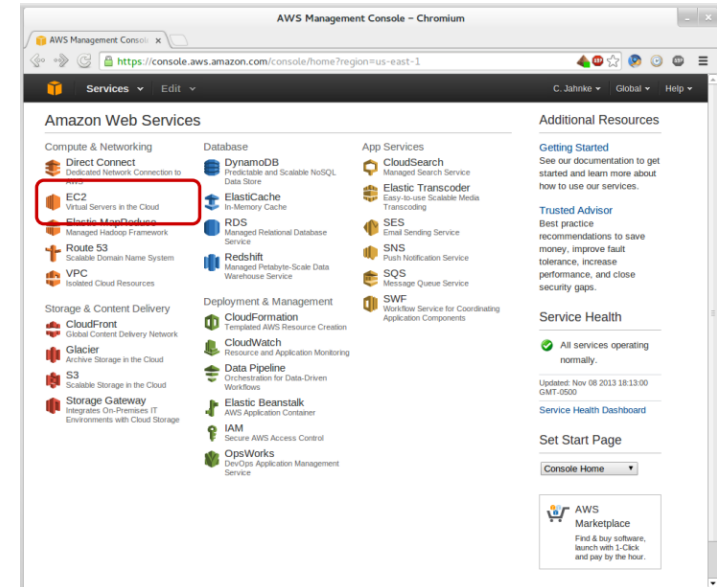 AWS Management Console – Chromium
AWS Management Consol
https://console.aws.amazon.com/console/home?region=us-east-1
Services Edit C. Jahnke Global Help
Amazon Web Services
Compute & Networking
Direct Connect
Dedicated Network Connection to
AWS
EC2
Virtual Servers in the Cloud
Elastic MapReduce
Managed Hadoop Framework
Route 53
Scalable Domain Name System
VPC
Isolated Cloud Resources
Storage & Content Delivery
CloudFront
Global Content Delivery Network
Glacier
Archive Storage in the Cloud
S3
Scalable Storage in the Cloud
Storage Gateway
Integrates On-Premises IT
Environments with Cloud Storage
Database
DynamoDB
Predictable and Scalable NoSQL
Data Store
ElastiCache
In-Memory Cache
RDS
Managed Relational Database
Service
Redshift
Managed Petabyte-Scale Data
Warehouse Service
Deployment & Management
CloudFormation
Templated AWS Resource Creation
CloudWatch
Resource and Application Monitoring
Data Pipeline
Orchestration for Data-Driven
Workflows
Elastic Beanstalk
AWS Application Container
IAM
Secure AWS Access Control
OpsWorks
DevOps Application Management
Service
App Services
CloudSearch
Managed Search Service
Elastic Transcoder
Easy-to-use Scalable Media
Transcoding
SES
Email Sending Service
SNS
Push Notification Service
SQS
Message Queue Service
SWF
Workflow Service for Coordinating
Application Components
Additional Resources
Getting Started
See our documentation to get
started and learn more about
how to use our services.
Trusted Advisor
Best practice
recommendations to save
money, improve fault
tolerance, increase
performance, and close
security gaps.
Service Health
All services operating
normally.
Updated: Nov 08 2013 18:13:00
GMT-0500
Service Health Dashboard
Set Start Page
Console Home
AWS
Marketplace
Find & buy software,
launch with 1-Click
and pay by the hour.